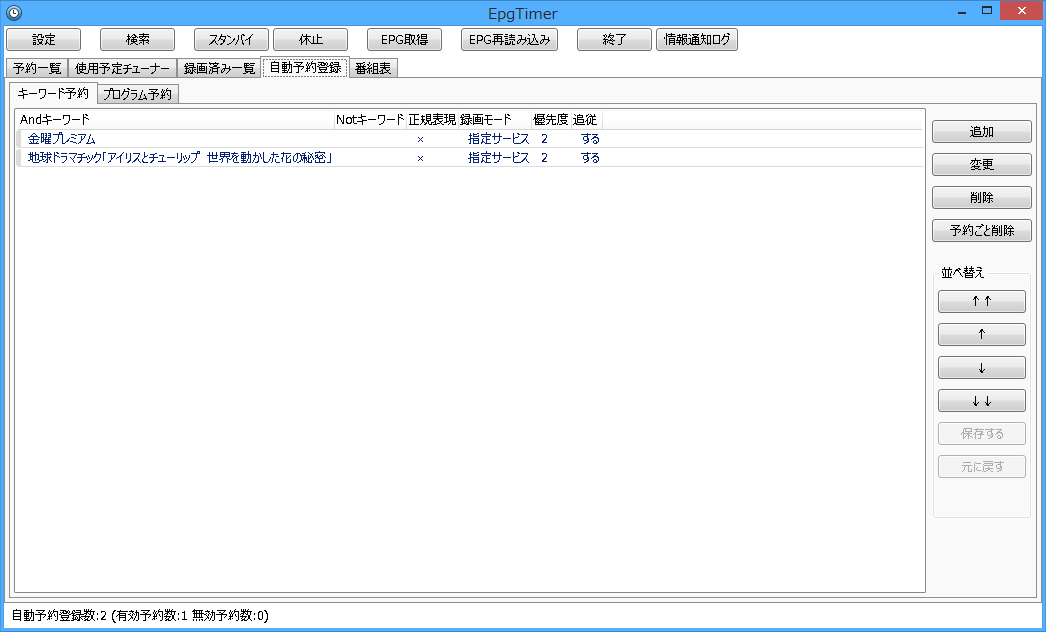 EpgTimer
設定 検索 スタンバイ 休止 EPG取得 EPG再読み込み 終了 情報通知ログ
予約一覧 使用予定チューナー 録画済み一覧 自動予約登録 番組表
キーワード予約 プログラム予約
Andキーワード Notキーワード 正規表現 録画モード 優先度 追従
金曜プレミアム × 指定サービス 2 する
地球ドラマチック「アイリスとチューリップ 世界を動かした花の秘密」 × 指定サービス 2 する
追加
変更
削除
予約ごと削除
並べ替え
↑↑
↑
↓
↓↓
保存する
元に戻す
自動予約登録数:2 (有効予約数:1 無効予約数:0)